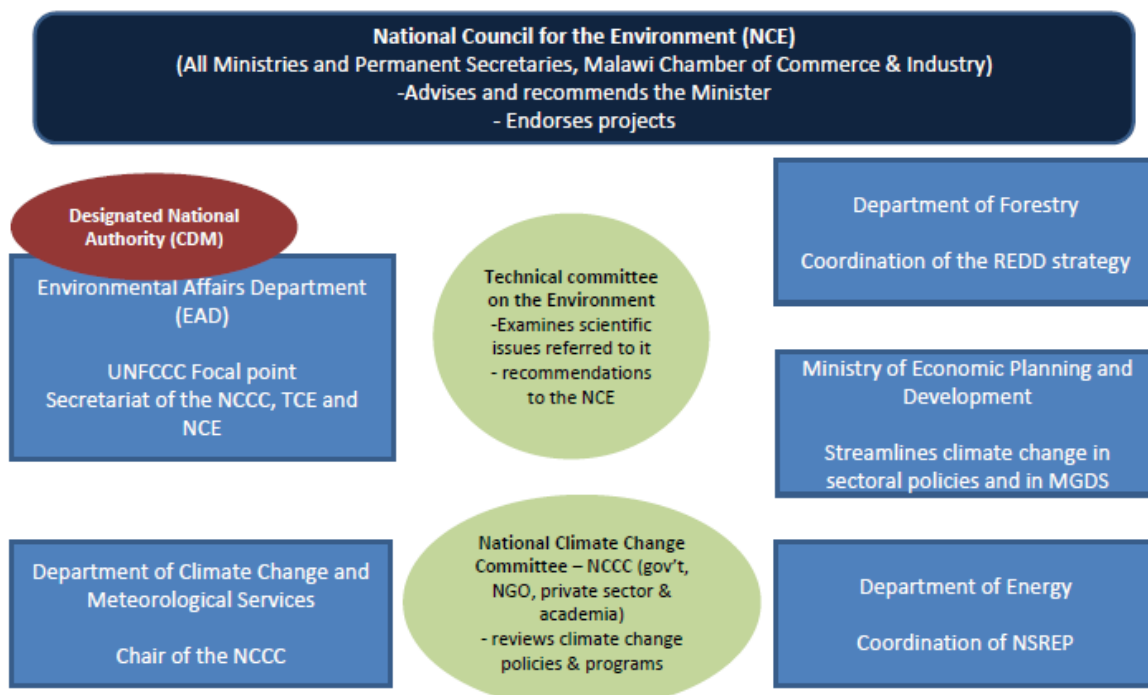 National Council for the Environment (NCE)
(All Ministries and Permanent Secretaries, Malawi Chamber of Commerce & Industry)
-Advises and recommends the Minister
- Endorses projects
Designated National
Authority (CDM)
Environmental Affairs Department
(EAD)
UNFCCC Focal point
Secretariat of the NCCC, TCE and
NCE
Technical committee
on the Environment
-Examines scientific
issues referred to it
- recommendations
to the NCE
Department of Forestry
Coordination of the REDD strategy
Ministry of Economic Planning and
Development
Streamlines climate change in
sectoral policies and in MGDS
Department of Climate Change and
Meteorological Services
Chair of the NCCC
National Climate Change
Committee – NCCC (gov’t,
NGO, private sector &
academia)
- reviews climate change
policies & programs
Department of Energy
Coordination of NSREP